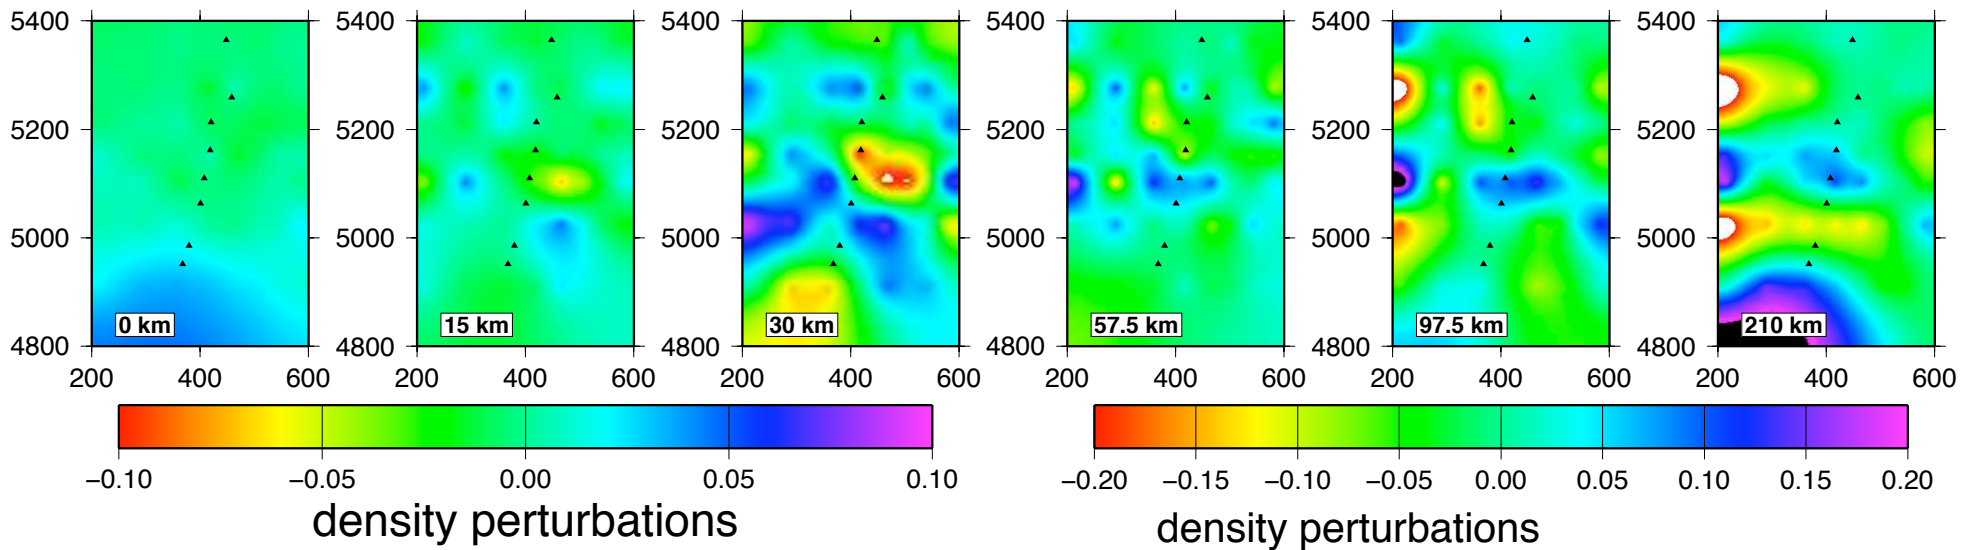 5400 5400 5400 5400 5400 5400
5200 5200 5200 5200 5200 5200
5000 5000 5000 5000 5000 5000
0 km 15 km 30 km 57.5 km 97.5 km 210 km
4800 4800 4800 4800 4800 4800
200 400 600 200 400 600 200 400 600 200 400 600 200 400 600 200 400 600
−0.10 −0.05 0.00 0.05 0.10 −0.20 −0.15 −0.10 −0.05 0.00 0.05 0.10 0.15 0.20
density perturbations density perturbations